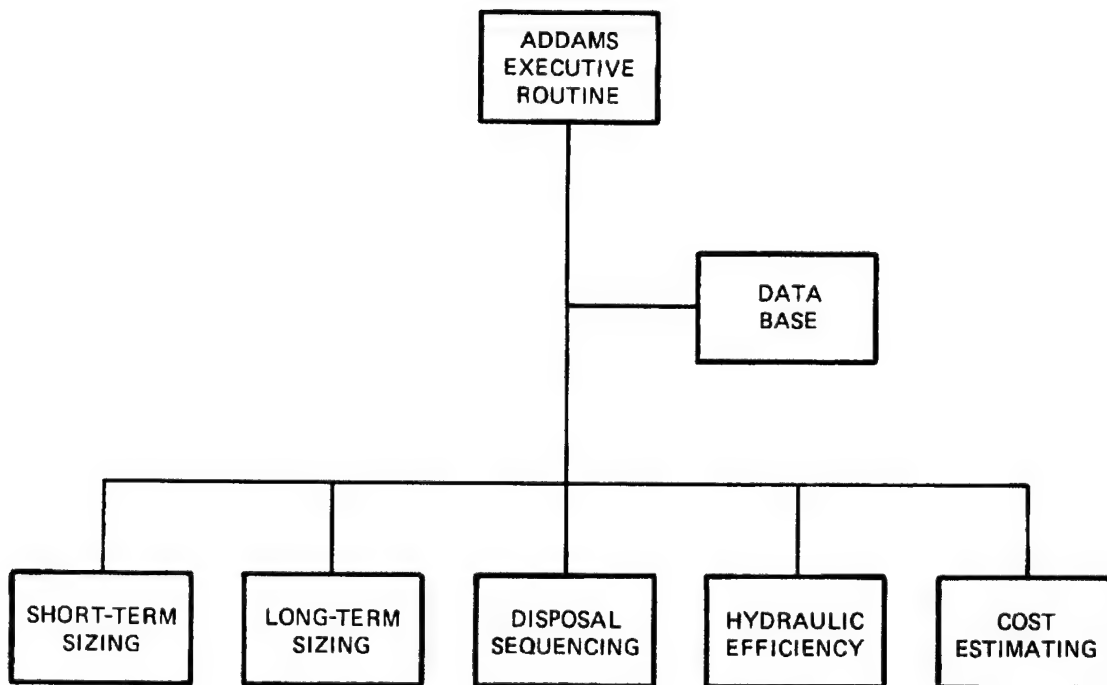 ADDAMS
EXECUTIVE
ROUTINE
DATA
BASE
SHORT-TERM
SIZING
LONG-TERM
SIZING
DISPOSAL
SEQUENCING
HYDRAULIC
EFFICIENCY
COST
ESTIMATING